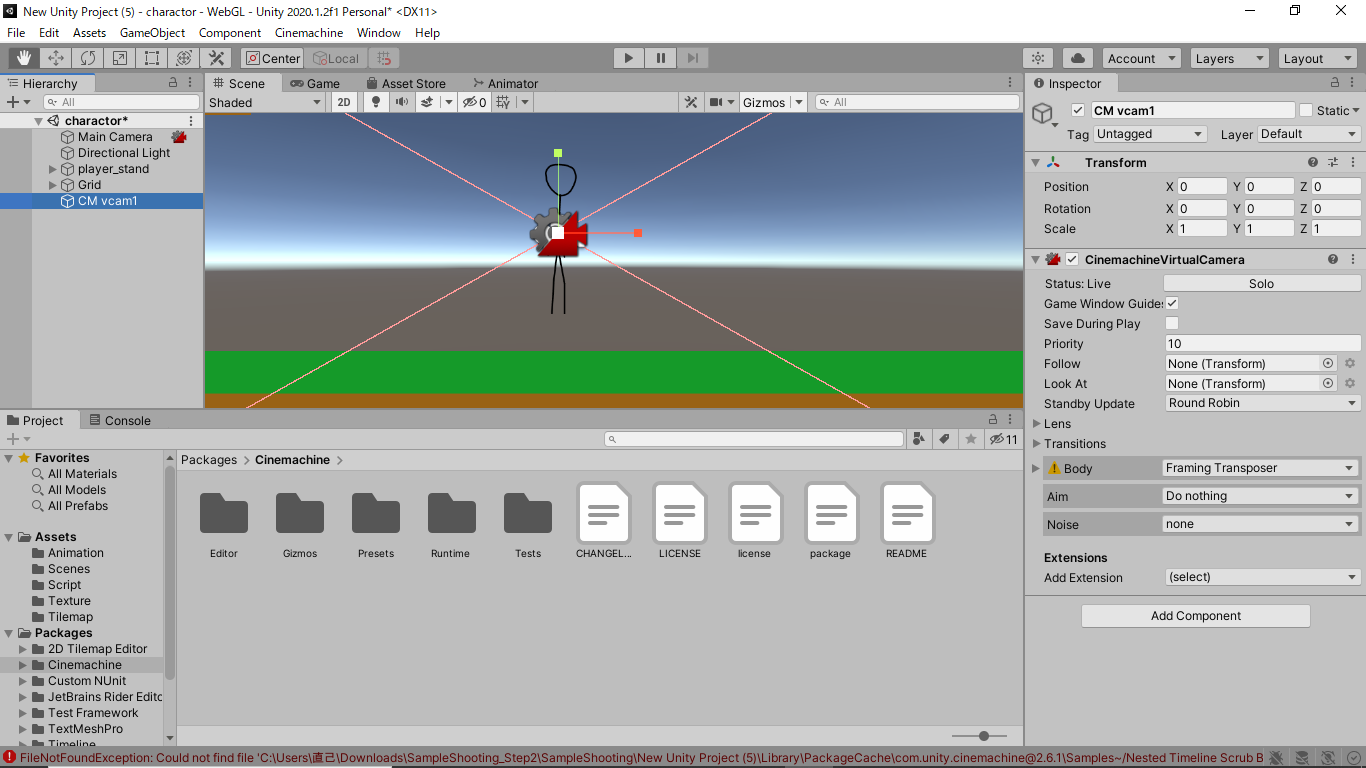 New Unity Project (5) - charactor - WebGL - Unity 2020.1.2f1 Personal* <DX11>
File Edit Assets GameObject Component Cinemachine Window Help
Center Local Account Layers Layout
Hierarchy
All
charactor*
Main Camera
Directional Light
player_stand
Grid
CM vcam1
Scene Game Asset Store Animator
Shaded 2D 0 Gizmos All
Inspector
CM vcam1 Static
Tag Untagged Layer Default
Transform
Position X 0 Y 0 Z 0
Rotation X 0 Y 0 Z 0
Scale X 1 Y 1 Z 1
CinemachineVirtualCamera
Status: Live Solo
Game Window Guides
Save During Play
Priority 10
Follow None (Transform)
Look At None (Transform)
Standby Update Round Robin
Lens
Transitions
Body Framing Transposer
Aim Do nothing
Noise none
Extensions
Add Extension (select)
Add Component
Project Console
11
Favorites
All Materials
All Models
All Prefabs
Assets
Animation
Scenes
Script
Texture
Tilemap
Packages
2D Tilemap Editor
Cinemachine
Custom NUnit
JetBrains Rider Edito
Test Framework
TextMeshPro
Timeline
Packages > Cinemachine >
Editor Gizmos Presets Runtime Tests CHANGEL... LICENSE license package README
FileNotFoundException: Could not find file 'C:\Users\直己\Downloads\SampleShooting_Step2\SampleShooting\New Unity Project (5)\Library\PackageCache\com.unity.cinemachine@2.6.1\Samples~/Nested Timeline Scrub B